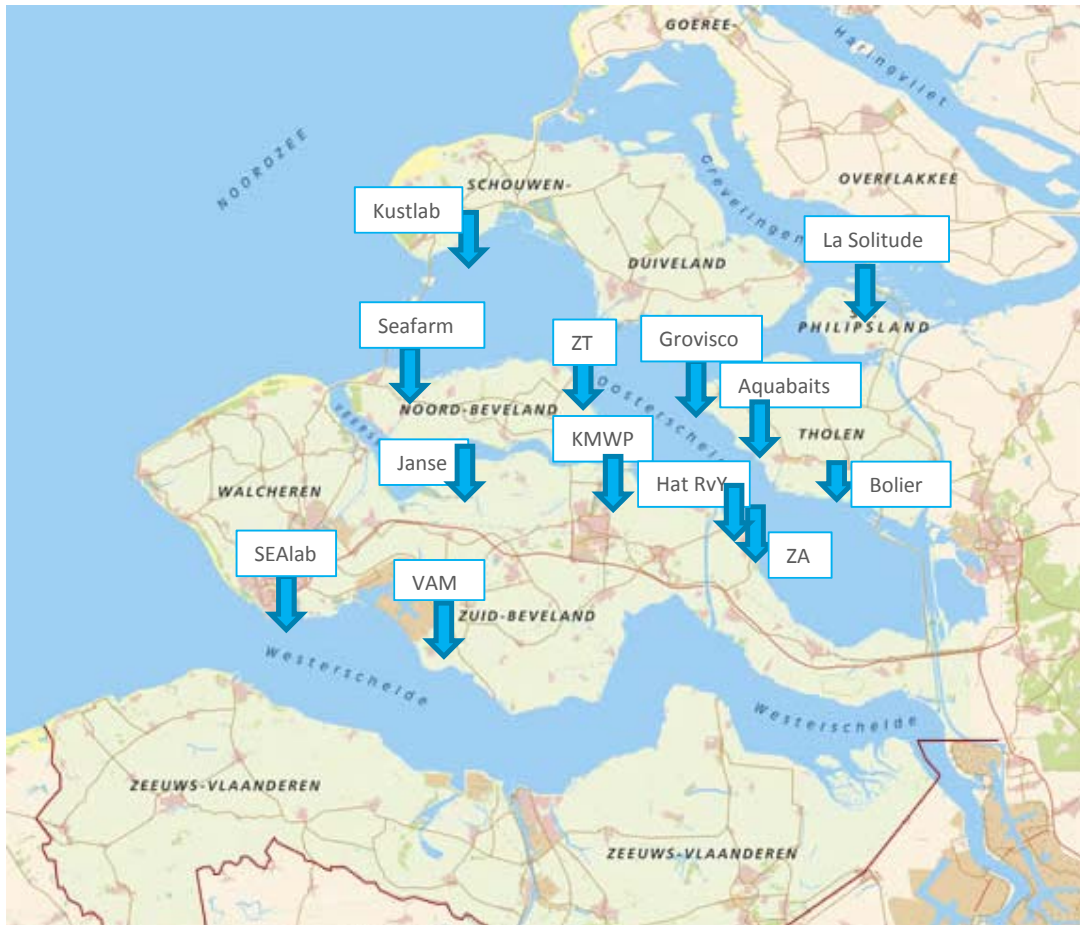 GOEREE-
Haringvliet
NOORDZEE
SCHOUWEN-
OVERFLAKKEE
Grevelingen
Kustlab
La Solitude
DUIVELAND
Seafarm
ZT
Grovisco
PHILIPSLAND
Oosterschelde
Aquabaits
NOORD-BEVELAND
KMWP
THOLEN
Janse
Hat RvY
Bolier
WALCHEREN
SEAlab
ZA
VAM
ZUID-BEVELAND
Westerschelde
Westerschelde
ZEEUWS-VLAANDEREN
ZEEUWS-VLAANDEREN